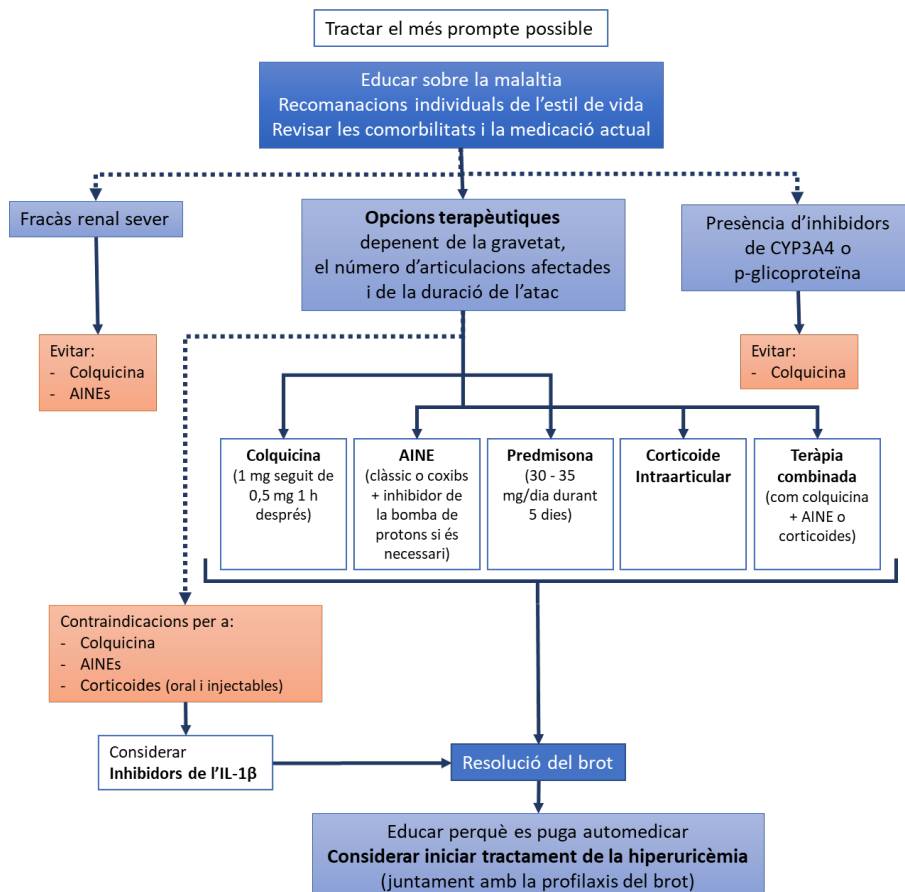 Tractar el més prompte possible
Educar sobre la malaltia
Recomanacions individuals de l'estil de vida
Revisar les comorbilitats i la medicació actual
Fracàs renal sever
Opcions terapèutiques
depenent de la gravetat,
el número d'articulacions afectades
i de la duració de l'atac
Presència d'inhibidors
de CYP3A4 o
p-glicoproteïna
Evitar:
- Colquicina
- AINEs
Evitar:
- Colquicina
Colquicina
(1 mg seguit de
0,5 mg 1 h
després)
AINE
(clàssic o coxibs
+ inhibidor de
la bomba de
protons si és
necessari)
Predmisona
(30 - 35
mg/dia durant
5 dies)
Corticoide
Intraarticular
Teràpia
combinada
(com colquicina
+ AINE o
corticoides)
Contraindicacions per a:
- Colquicina
- AINEs
- Corticoides (oral i injectables)
Considerar
Inhibidors de l'IL-1β
Resolució del brot
Educar perquè es puga automedicar
Considerar iniciar tractament de la hiperuricèmia
(juntament amb la profilaxis del brot)